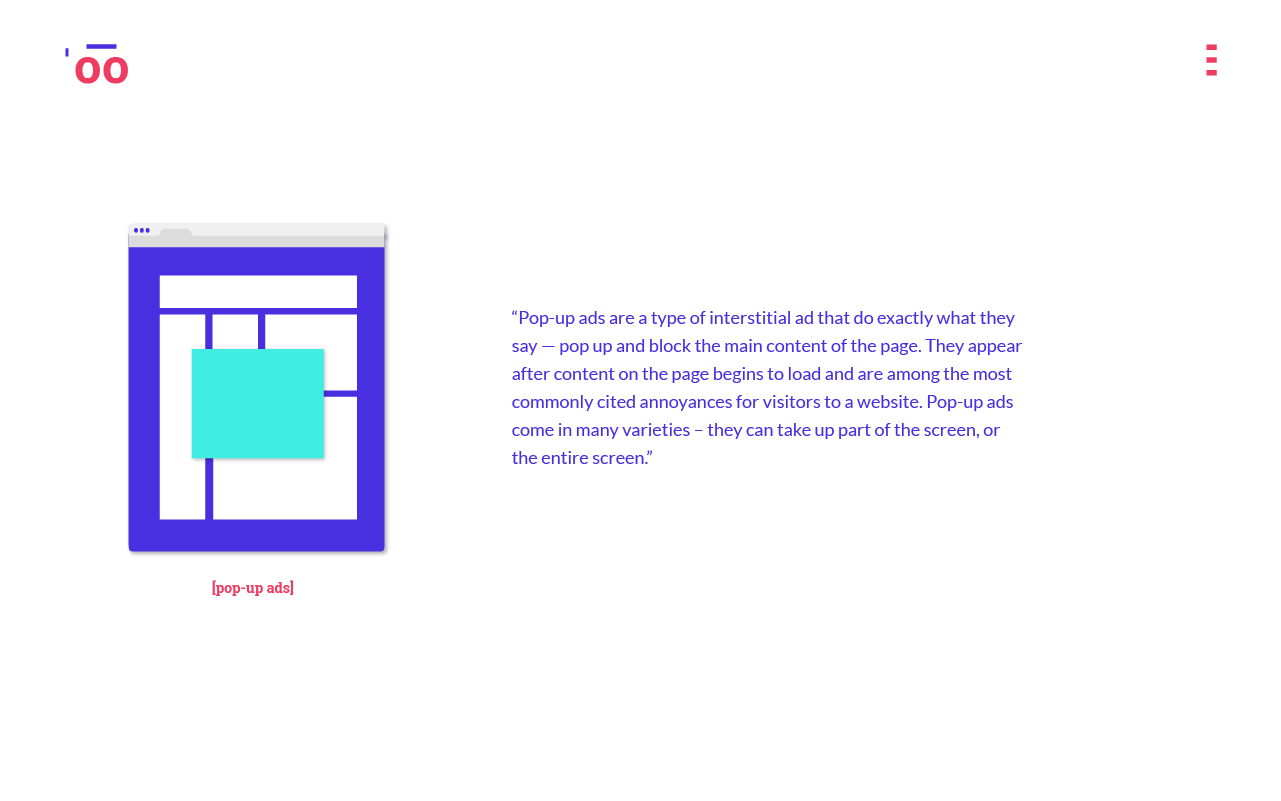 oo
“Pop-up ads are a type of interstitial ad that do exactly what they
say — pop up and block the main content of the page. They appear
after content on the page begins to load and are among the most
commonly cited annoyances for visitors to a website. Pop-up ads
come in many varieties – they can take up part of the screen, or
the entire screen.”
[pop-up ads]